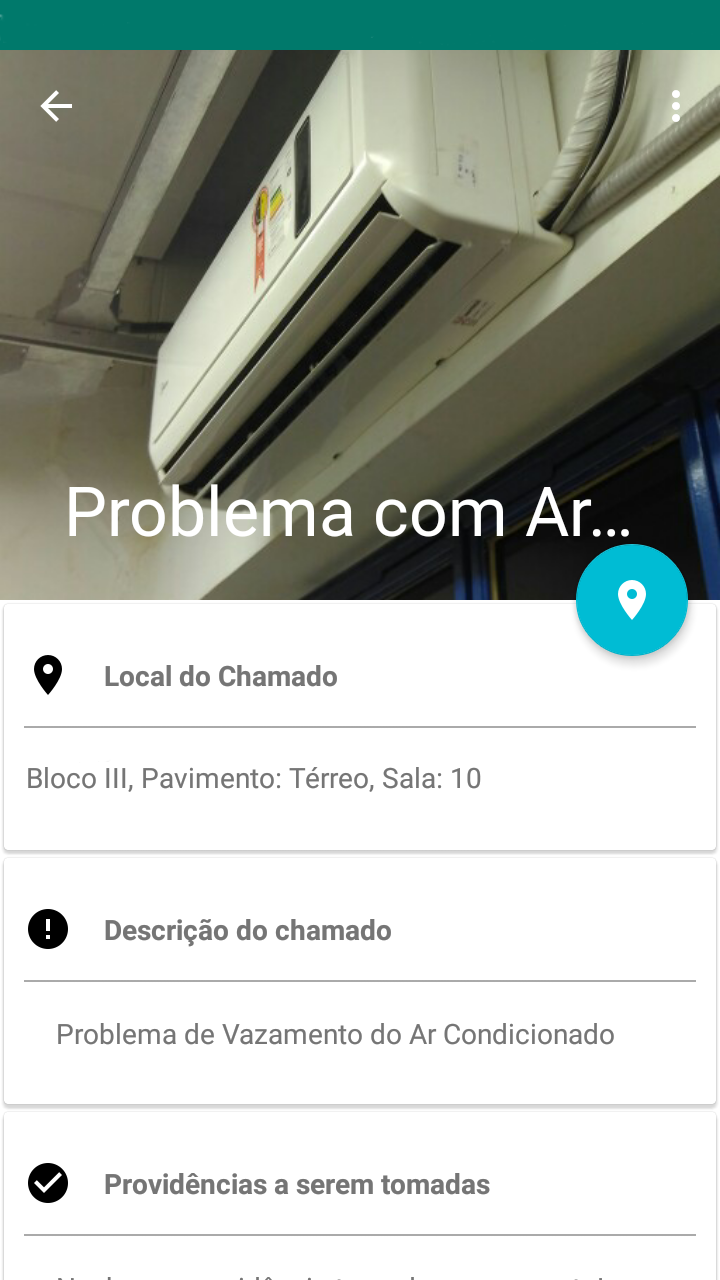 Problema com Ar...
Local do Chamado
Bloco III, Pavimento: Térreo, Sala: 10
Descrição do chamado
Problema de Vazamento do Ar Condicionado
Providências a serem tomadas